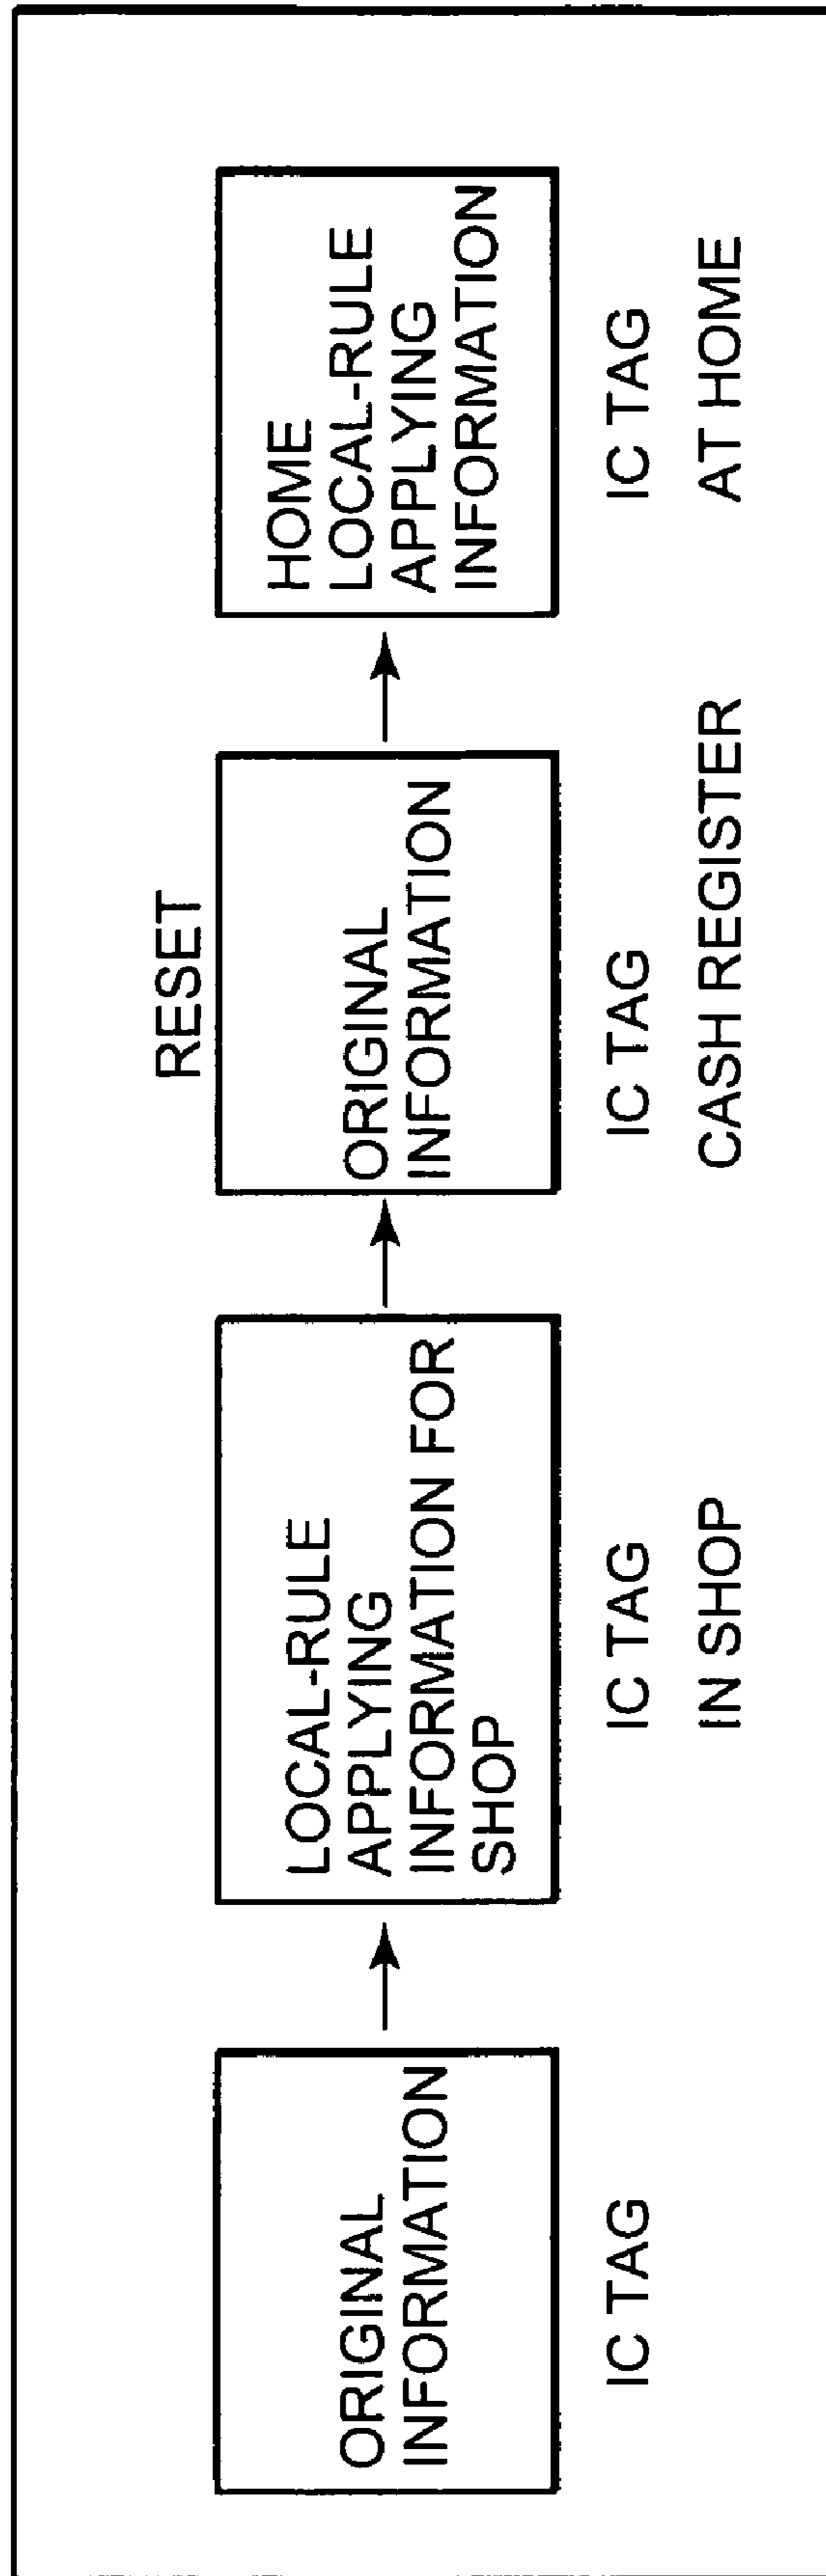 ORIGINAL
INFORMATION
IC TAG
LOCAL-RULE
APPLYING
INFORMATION FOR
SHOP
IC TAG
IN SHOP
RESET
ORIGINAL
INFORMATION
IC TAG
CASH REGISTER
HOME
LOCAL-RULE
APPLYING
INFORMATION
IC TAG
AT HOME